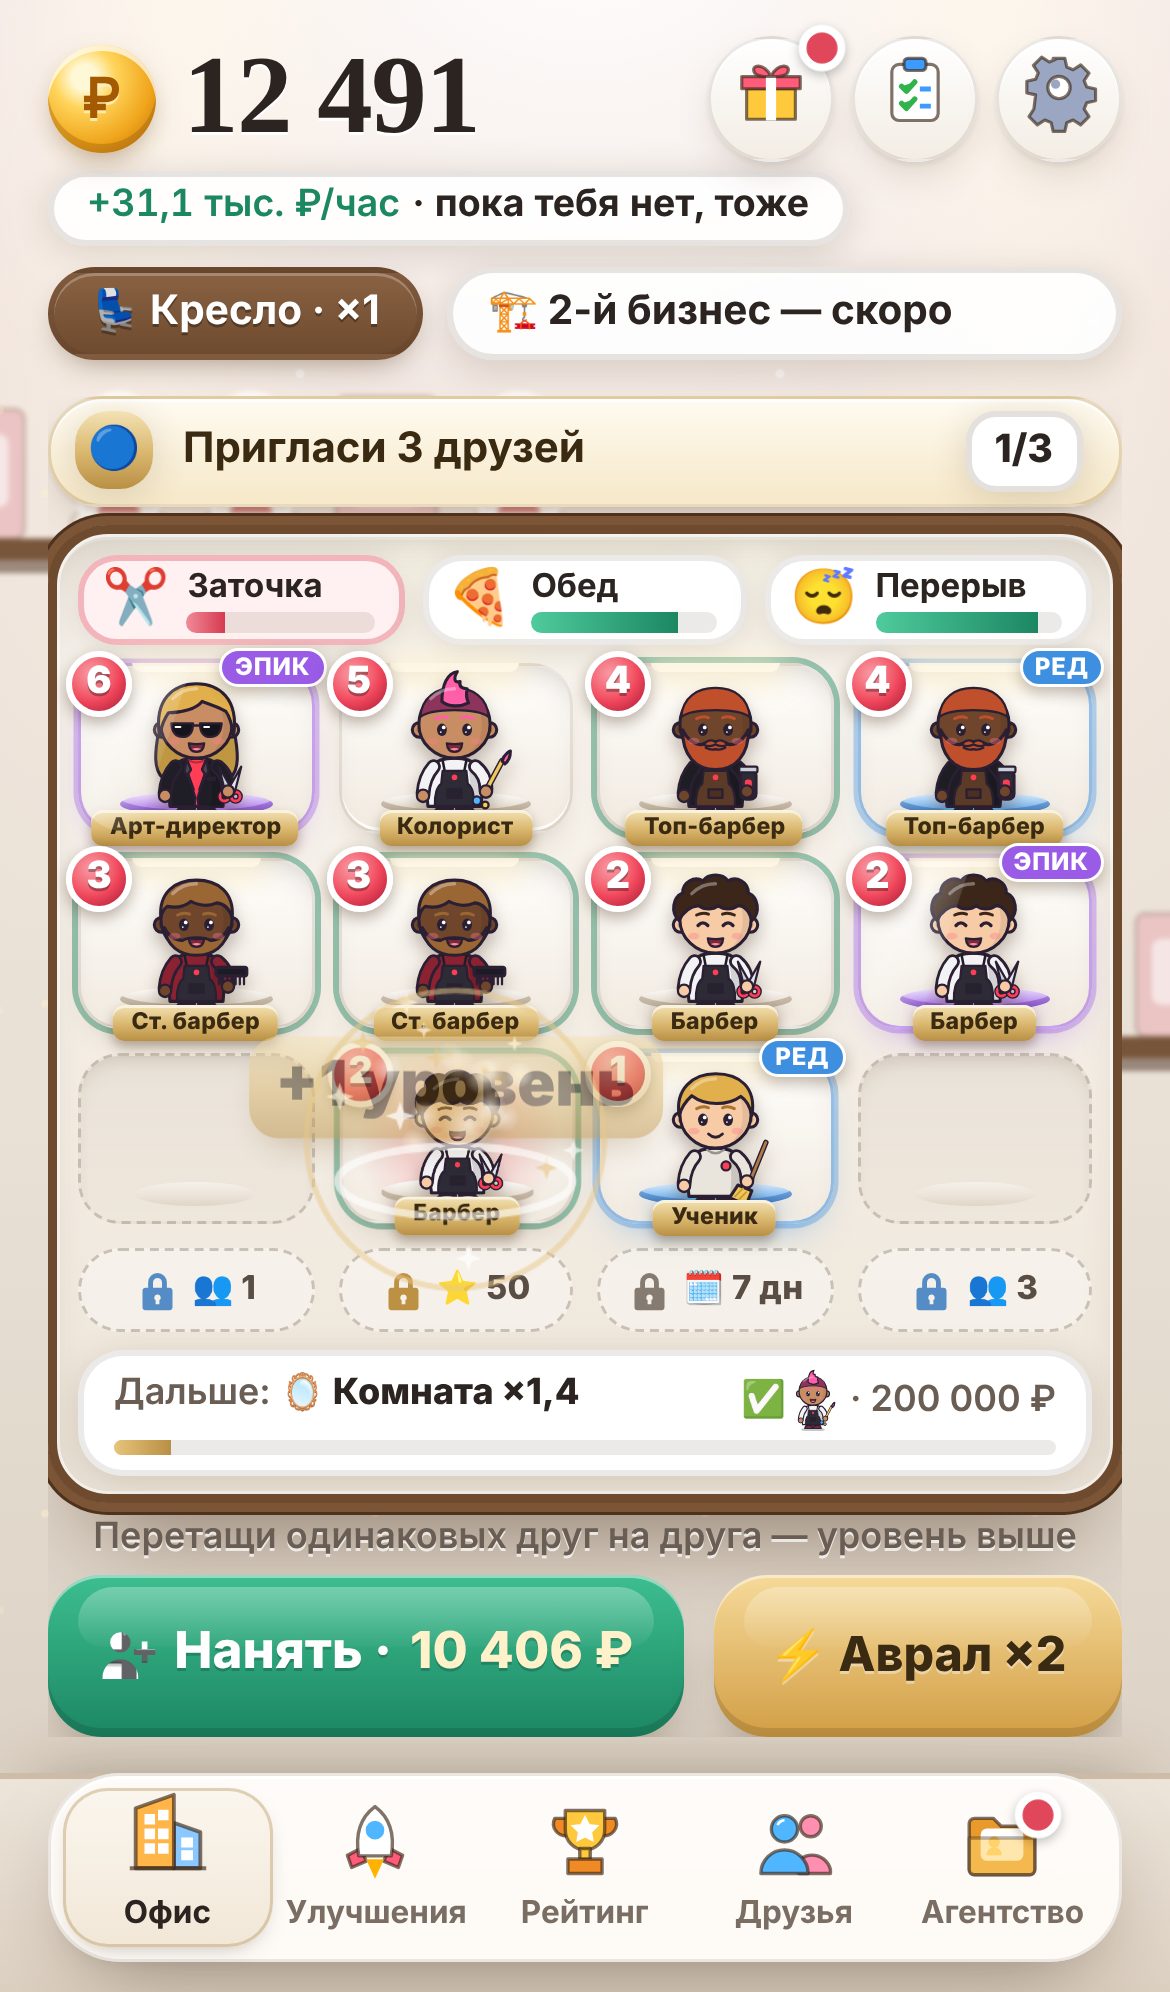 ₽ 12 491
+31,1 тыс. ₽/час · пока тебя нет, тоже
Кресло · ×1
2-й бизнес — скоро
Пригласи 3 друзей
1/3
Заточка
Обед
Перерыв
6 ЭПИК
Арт-директор
5
Колорист
4
Топ-барбер
4 РЕД
Топ-барбер
3
Ст. барбер
3
Ст. барбер
2
Барбер
2 ЭПИК
Барбер
+1 уровень
2
Барбер
1 РЕД
Ученик
1
50
7 дн
3
Дальше: Комната ×1,4
· 200 000 ₽
Перетащи одинаковых друг на друга — уровень выше
Нанять · 10 406 ₽
Аврал ×2
Офис
Улучшения
Рейтинг
Друзья
Агентство